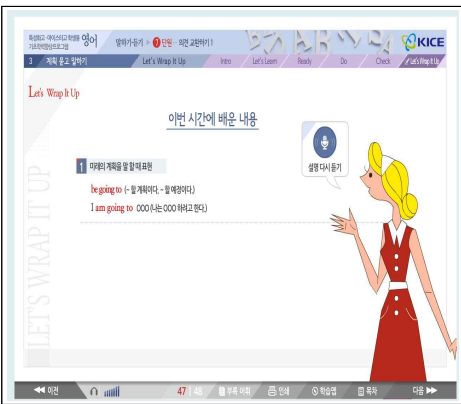 특성화고·마이스터고 학생용 영어 말하기·듣기 ▶ 3 단원 - 의견 교환하기 1 KICE
기초학력향상프로그램
3 계획 묻고 말하기 Let's Wrap It Up Intro Let's Learn Ready Do Check Let's Wrap It Up
Let's Wrap It Up
이번 시간에 배운 내용
설명 다시 듣기
1 미래의 계획을 말 할 때 표현
be going to (~ 할 계획이다, ~ 할 예정이다.)
I am going to OOO (나는 OOO 하려고 한다.)
LET'S WRAP IT UP
이전 47 48 부록 어휘 인쇄 학습맵 목차 다음